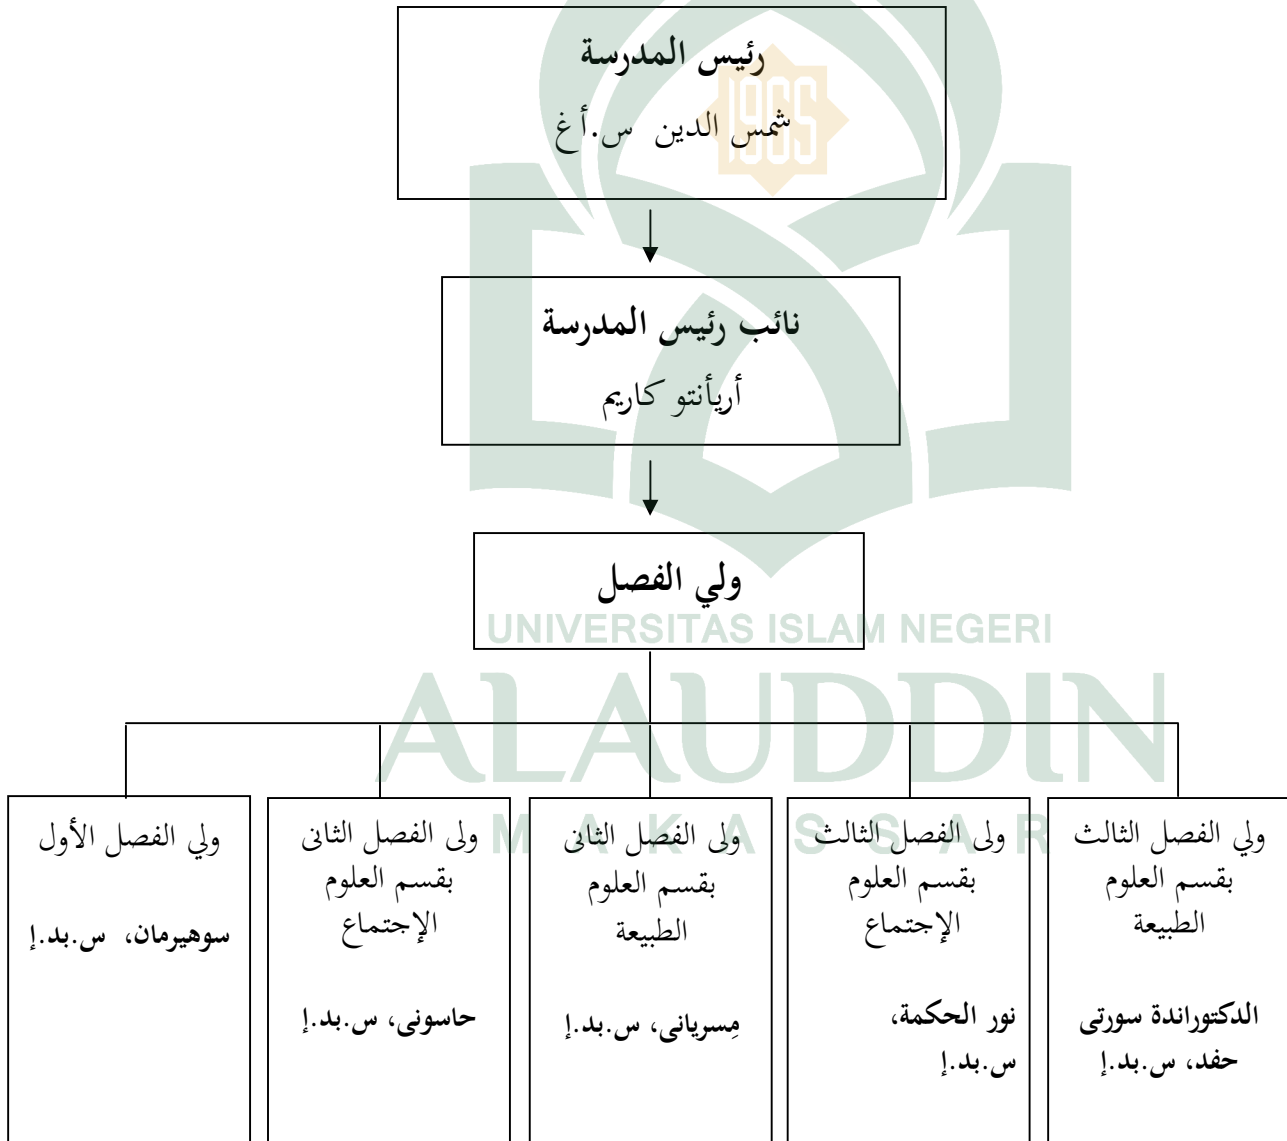 رئيس المدرسة
شمس الدين س.أغ
1965
نائب رئيس المدرسة
أريأنتو كاريم
ولي الفصل
UNIVERSITAS ISLAM NEGERI
ALAUDDIN
MAKASSAR
ولي الفصل الثالث
بقسم العلوم
الطبيعة
الدكتوراندة سورتى
حفد، س.بد.إ
ولى الفصل الثالث
بقسم العلوم
الإجتماع
نور الحكمة،
س.بد.إ
ولى الفصل الثانى
بقسم العلوم
الطبيعة
مِسريانى، س.بد.إ
ولى الفصل الثانى
بقسم العلوم
الإجتماع
حاسونى، س.بد.إ
ولي الفصل الأول
سوهيرمان، س.بد.إ